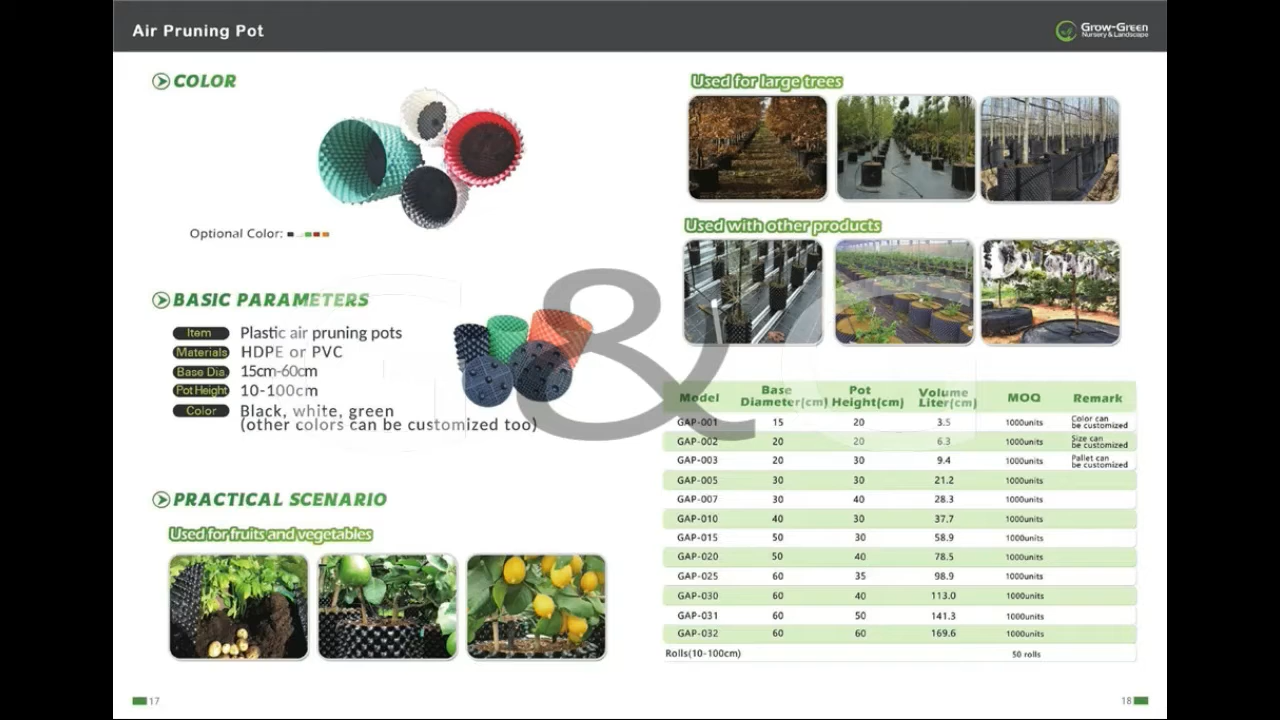 Air Pruning Pot
Grow-Green
Nursery & Landscape
COLOR
Optional Color:
BASIC PARAMETERS
Item Plastic air pruning pots
Materials HDPE or PVC
Base Dia 15cm-60cm
Pot Height 10-100cm
Color Black, white, green
(other colors can be customized too)
PRACTICAL SCENARIO
Used for fruits and vegetables
17
Used for large trees
Used with other products
Model Base Diameter(cm) Pot Height(cm) Volume Liter(cm) MOQ Remark
GAP-001 15 20 3.5 1000units Color can be customized
GAP-002 20 20 6.3 1000units Size can be customized
GAP-003 20 30 9.4 1000units Pallet can be customized
GAP-005 30 30 21.2 1000units
GAP-007 30 40 28.3 1000units
GAP-010 40 30 37.7 1000units
GAP-015 50 30 58.9 1000units
GAP-020 50 40 78.5 1000units
GAP-025 60 35 98.9 1000units
GAP-030 60 40 113.0 1000units
GAP-031 60 50 141.3 1000units
GAP-032 60 60 169.6 1000units
Rolls(10-100cm) 50 rolls
18
G&G